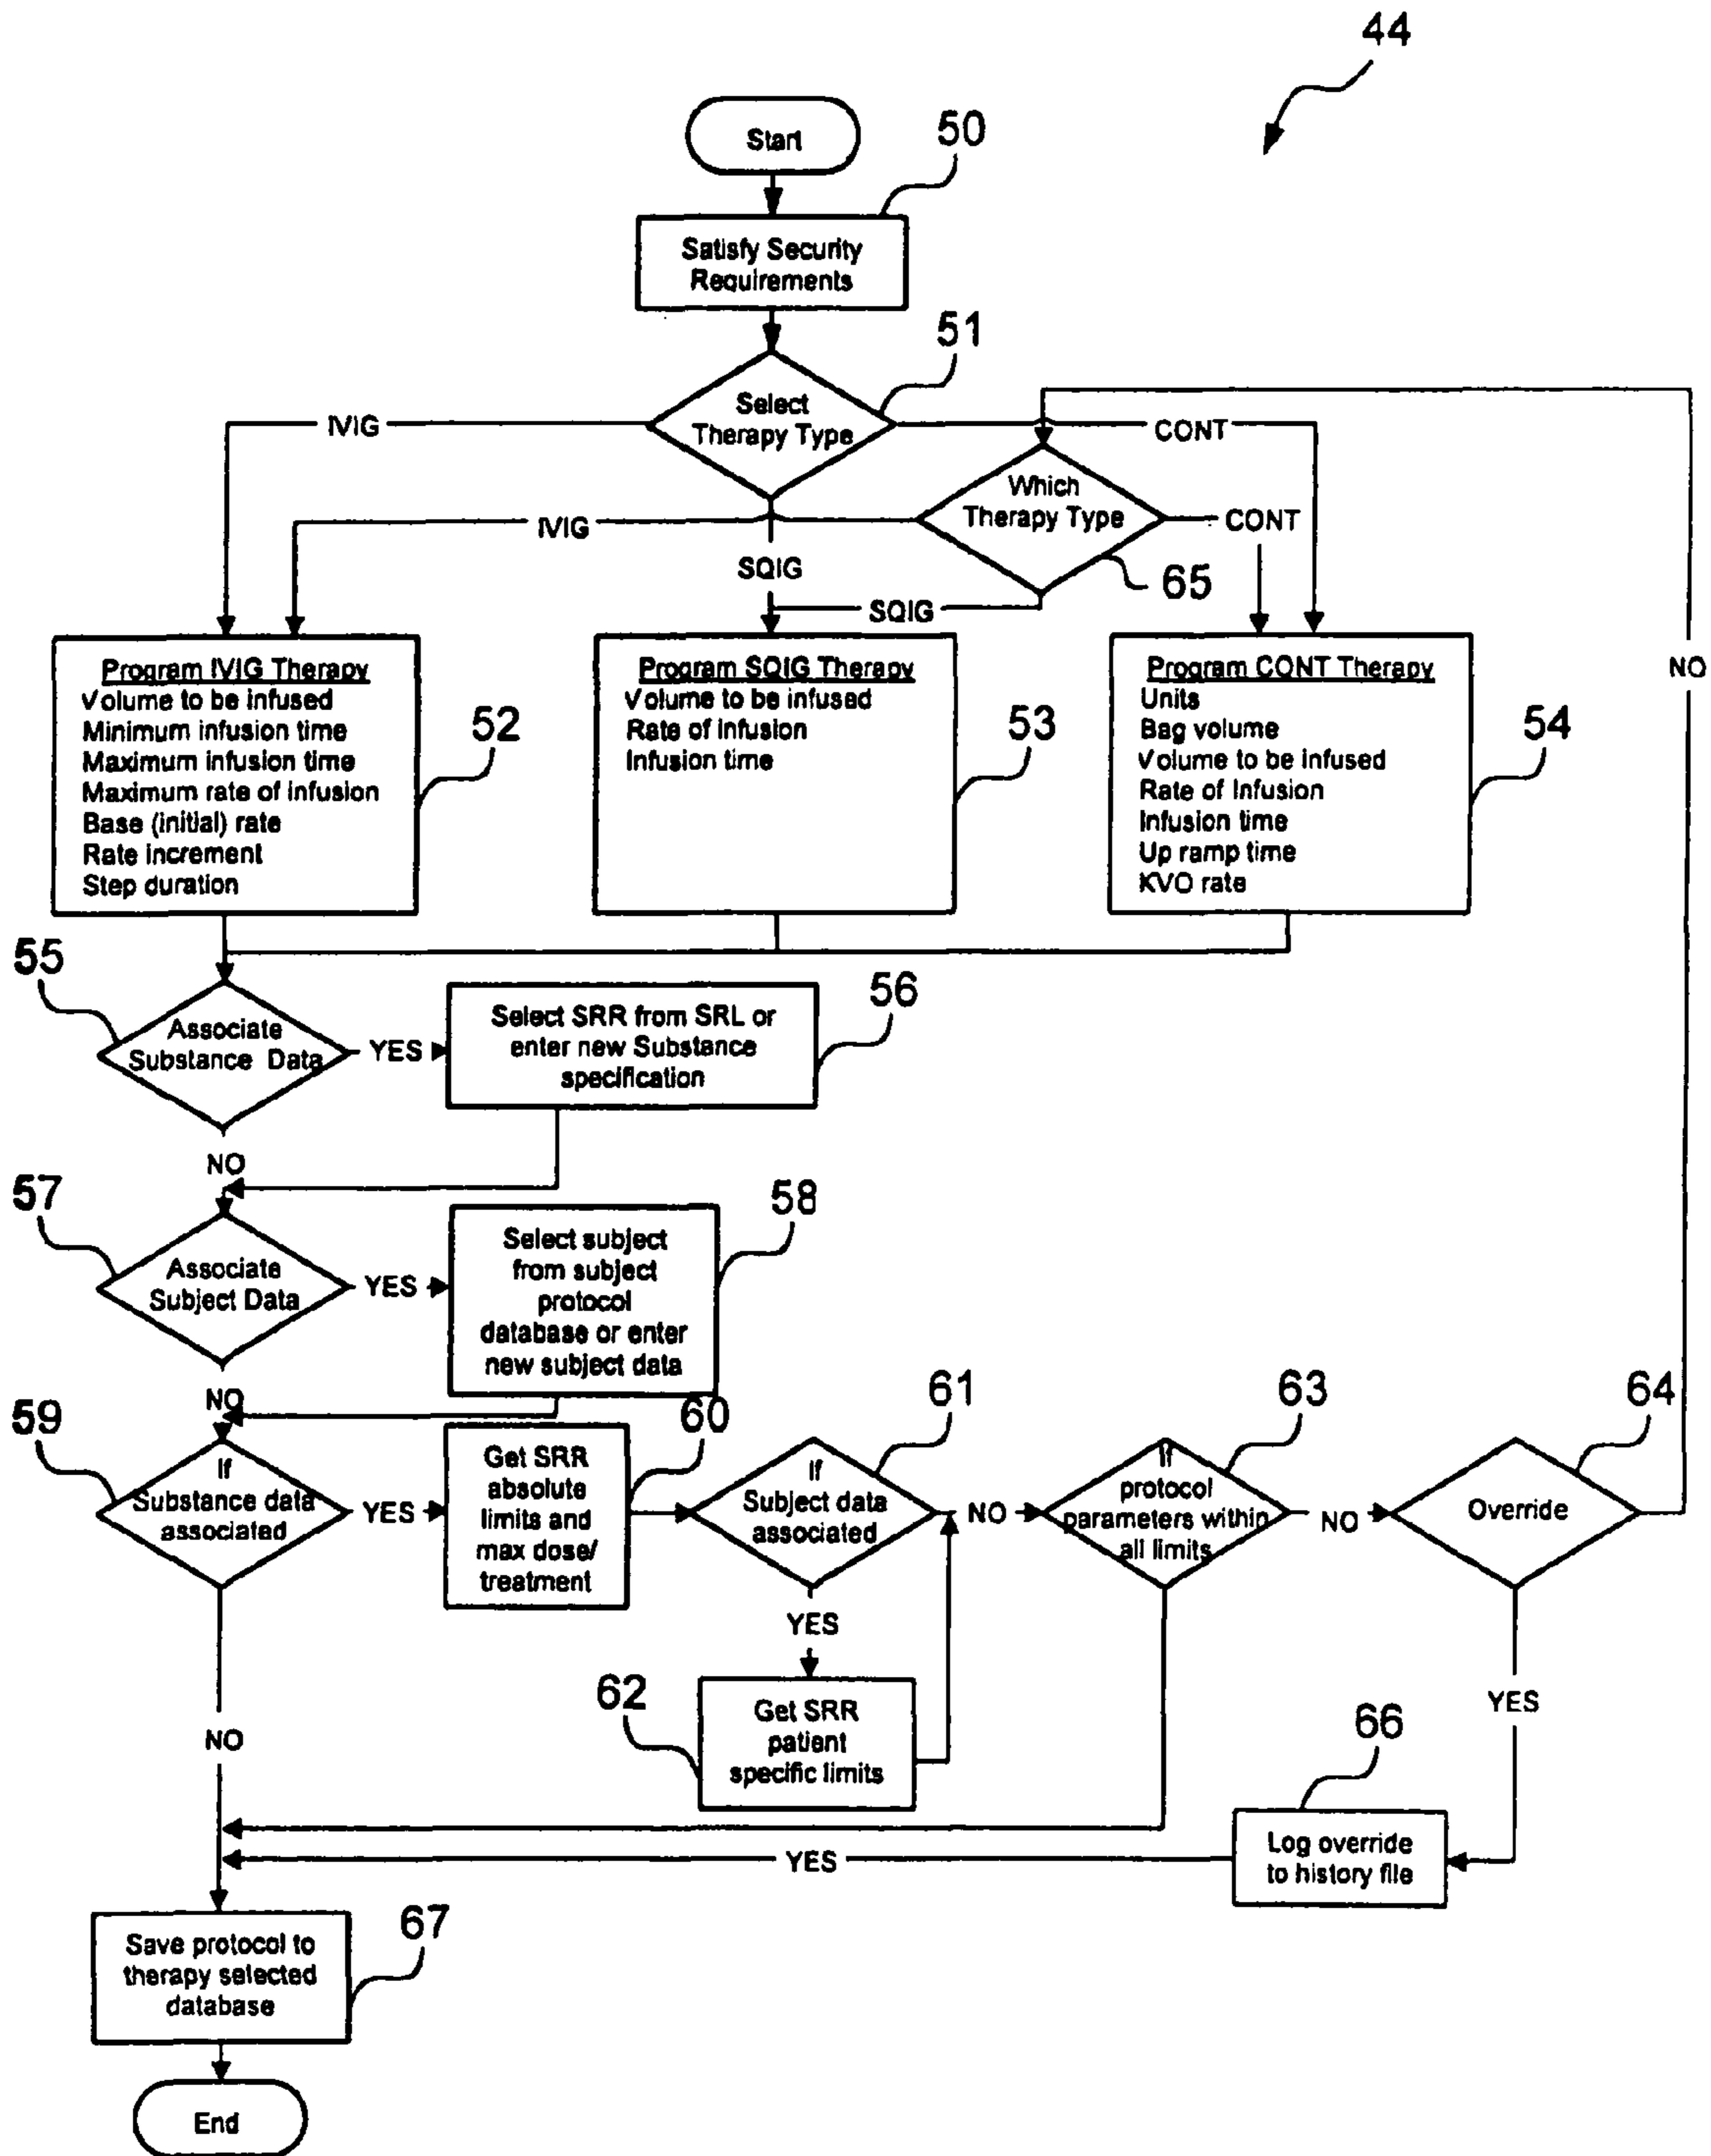 44
Start
50
Satisfy Security
Requirements
51
Select
Therapy Type
IVIG
CONT
Which
Therapy Type
IVIG
CONT
SQIG
65
SQIG
NO
Program IVIG Therapy
Volume to be infused
Minimum infusion time
Maximum infusion time
Maximum rate of infusion
Base (initial) rate
Rate increment
Step duration
52
Program SQIG Therapy
Volume to be infused
Rate of Infusion
Infusion time
53
Program CONT Therapy
Units
Bag volume
Volume to be infused
Rate of Infusion
Infusion time
Up ramp time
KVO rate
54
55
Associate
Substance Data
YES
Select SRR from SRL or
enter new Substance
specification
56
NO
57
Associate
Subject Data
YES
Select subject
from subject
protocol
database or enter
new subject data
58
NO
59
If
Substance data
associated
YES
Get SRR
absolute
limits and
max dose/
treatment
60
If
Subject data
associated
61
NO
If
protocol
parameters within
all limits
63
NO
Override
64
YES
YES
62
Get SRR
patient
specific limits
NO
66
Log override
to history file
YES
Save protocol to
therapy selected
database
67
End